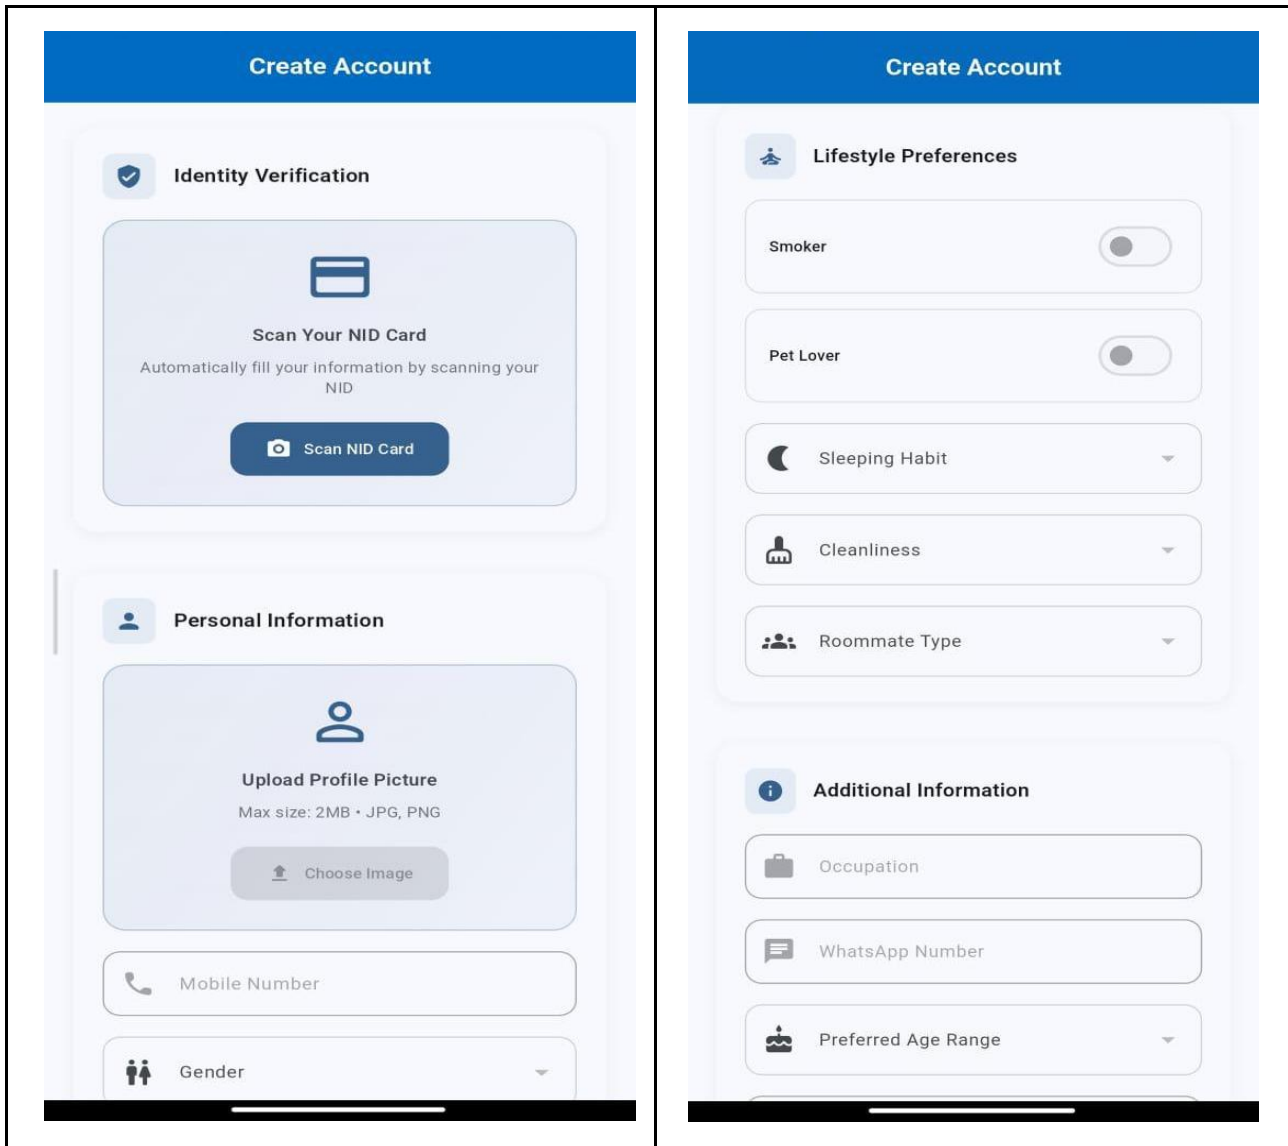 Create Account
Identity Verification
Scan Your NID Card
Automatically fill your information by scanning your
NID
Scan NID Card
Personal Information
Upload Profile Picture
Max size: 2MB • JPG, PNG
Choose Image
Mobile Number
Gender
Create Account
Lifestyle Preferences
Smoker
Pet Lover
Sleeping Habit
Cleanliness
Roommate Type
Additional Information
Occupation
WhatsApp Number
Preferred Age Range